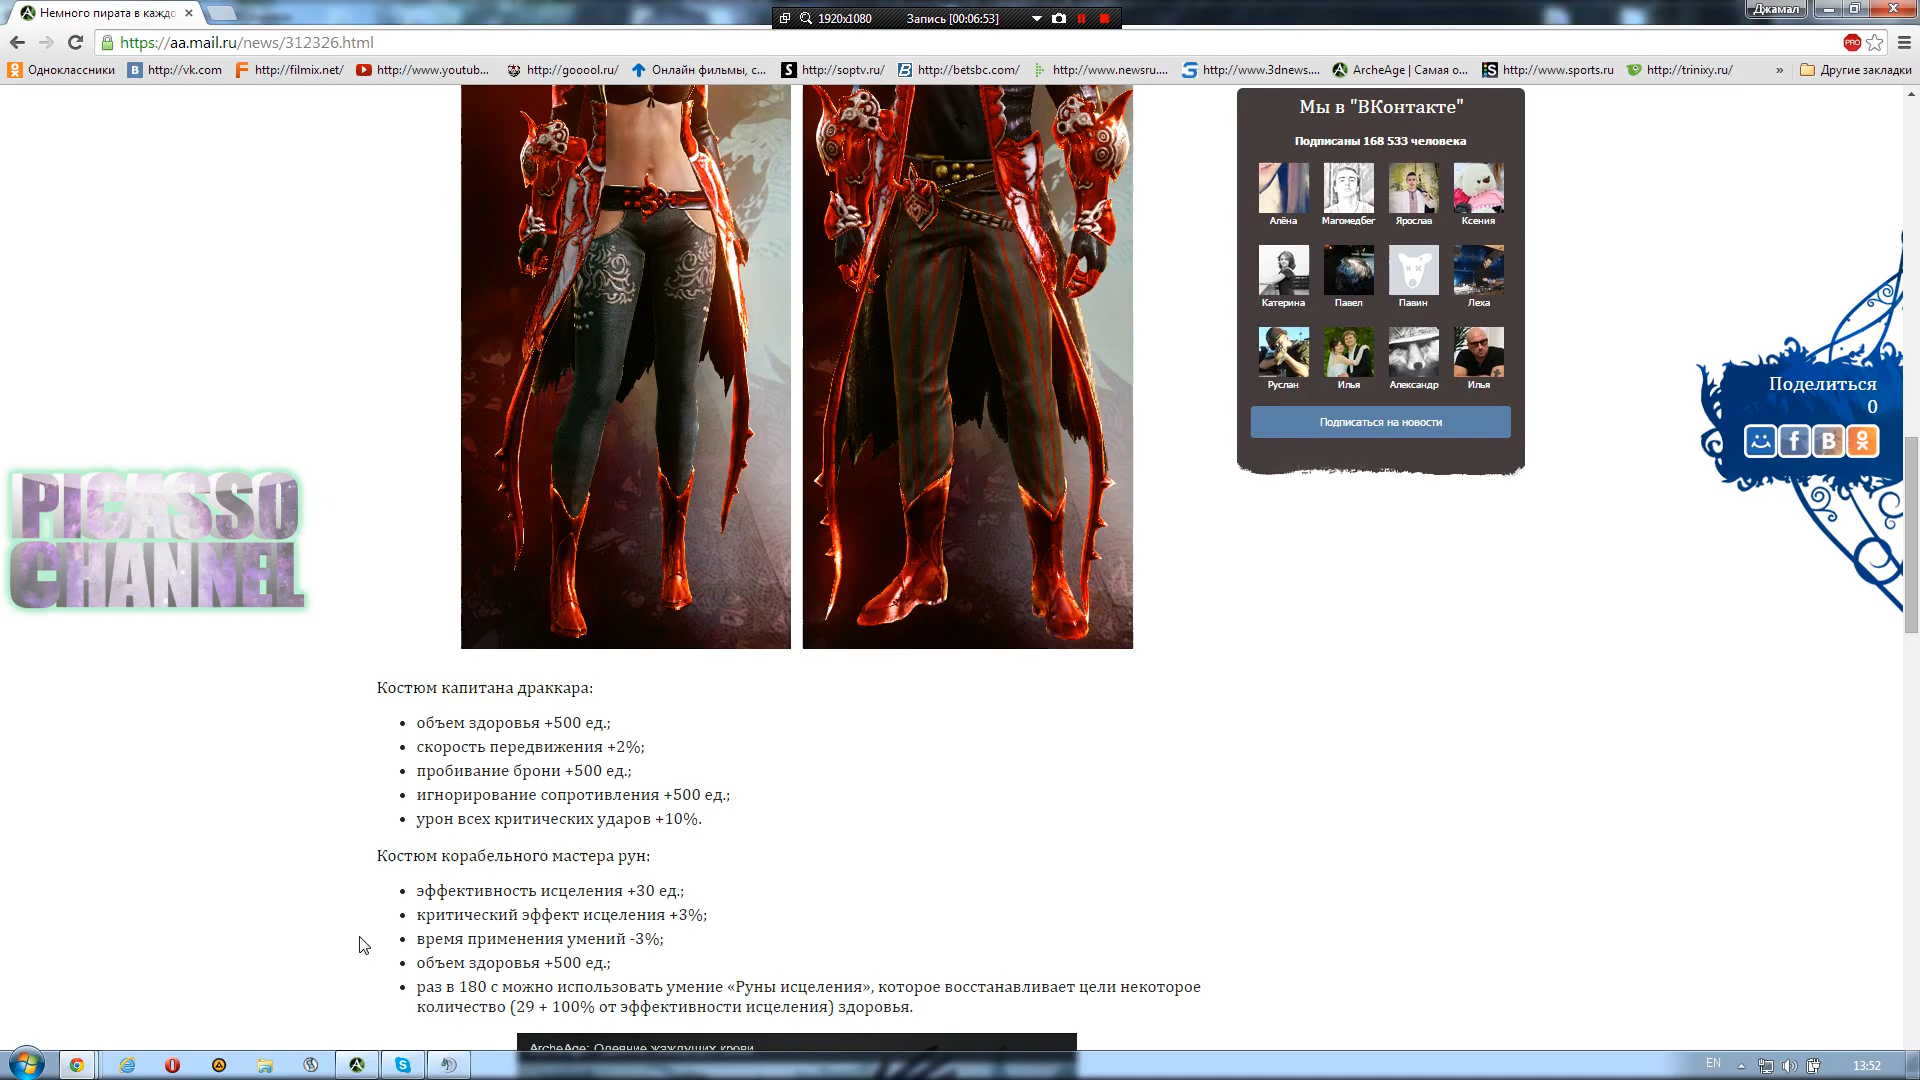 Немного пирата в каждо
1920x1080
Запись [00:06:53]
Джамал
https://aa.mail.ru/news/312326.html
PRO
Одноклассники
http://vk.com
http://filmix.net/
http://www.youtub...
http://gooool.ru/
Онлайн фильмы, с...
http://soptv.ru/
http://betsbc.com/
http://www.newsru....
http://www.3dnews....
ArcheAge | Самая о...
http://www.sports.ru
http://trinixy.ru/
»
Другие закладки
Мы в "ВКонтакте"
Подписаны 168 533 человека
Алёна
Магомедбег
Ярослав
Ксения
Катерина
Павел
Павин
Леха
Руслан
Илья
Александр
Илья
Подписаться на новости
Поделиться
0
PICASSO
CHANNEL
Костюм капитана драккара:
• объем здоровья +500 ед.;
• скорость передвижения +2%;
• пробивание брони +500 ед.;
• игнорирование сопротивления +500 ед.;
• урон всех критических ударов +10%.
Костюм корабельного мастера рун:
• эффективность исцеления +30 ед.;
• критический эффект исцеления +3%;
• время применения умений -3%;
• объем здоровья +500 ед.;
• раз в 180 с можно использовать умение «Руны исцеления», которое восстанавливает цели некоторое
количество (29 + 100% от эффективности исцеления) здоровья.
ArcheAge: Одеяние жаждущих крови
EN
13:52